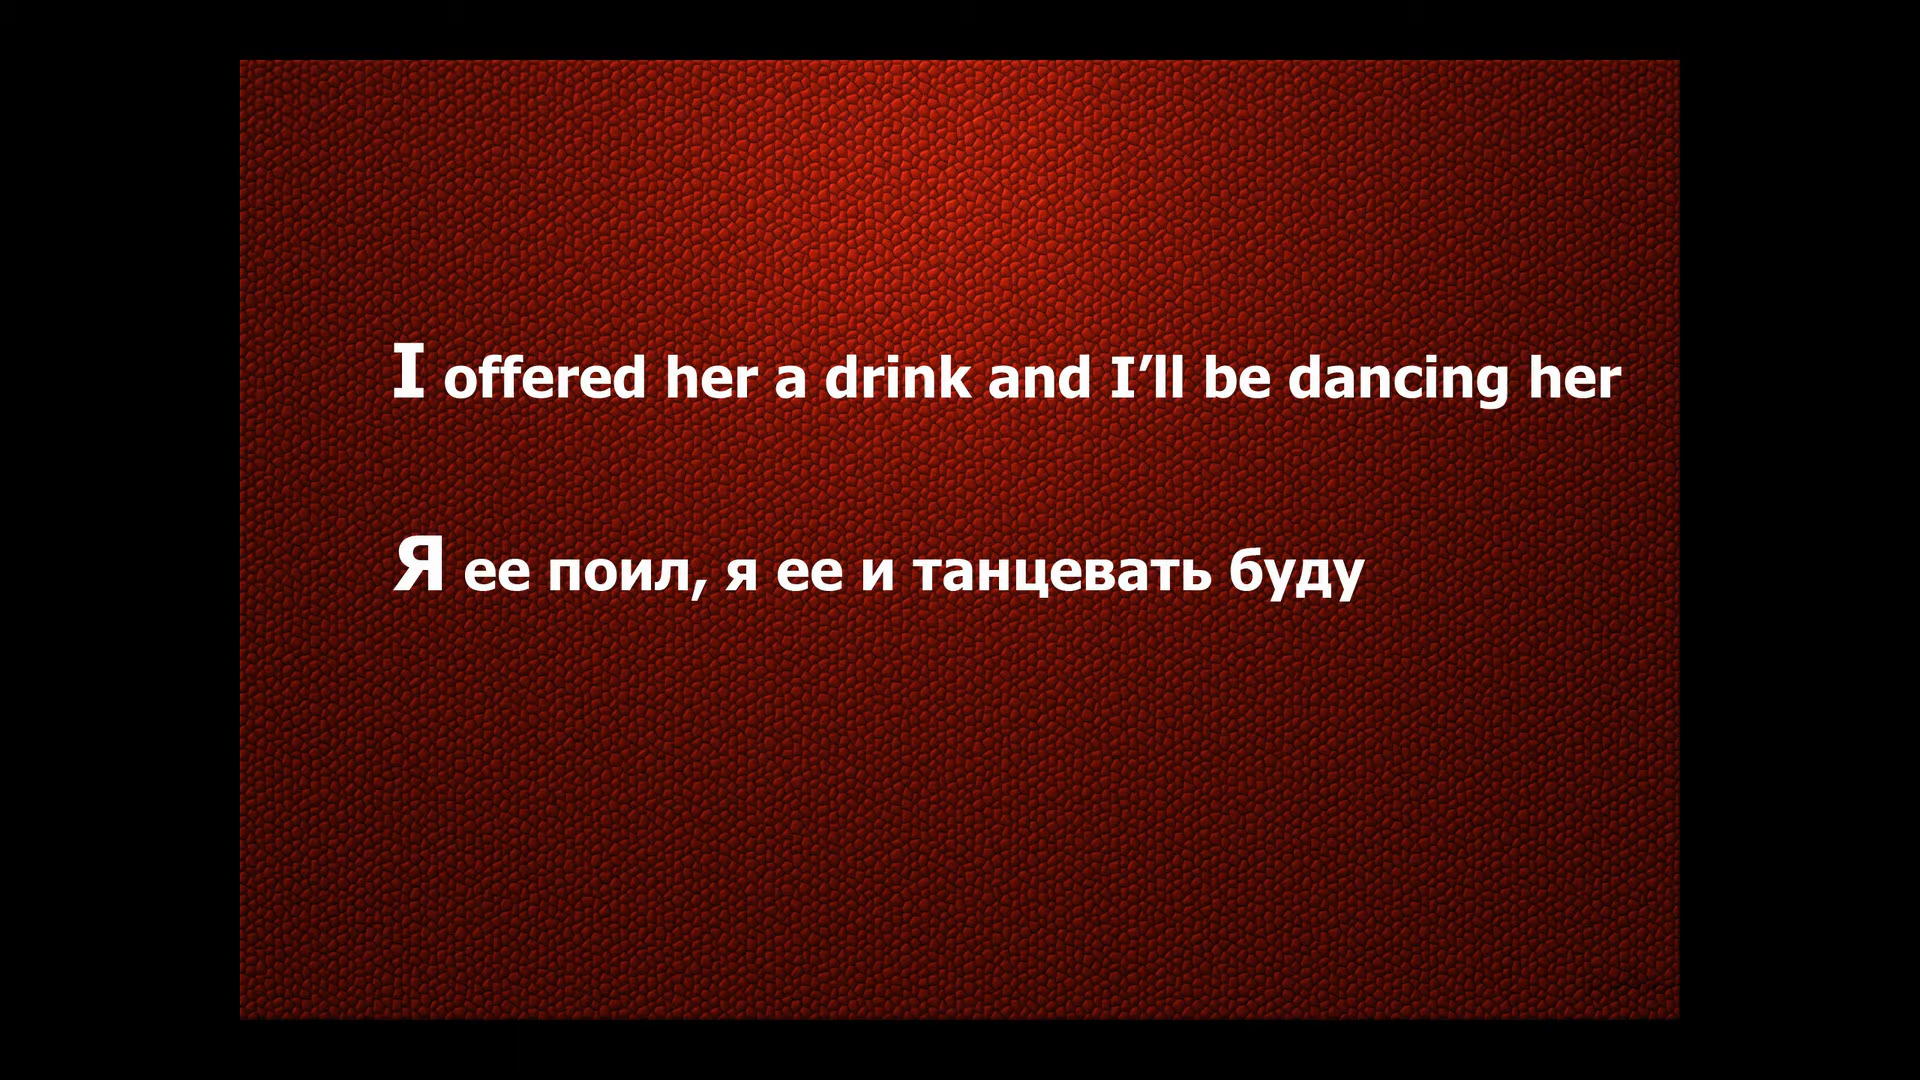 I offered her a drink and I’ll be dancing her
Я ее поил, я ее и танцевать буду